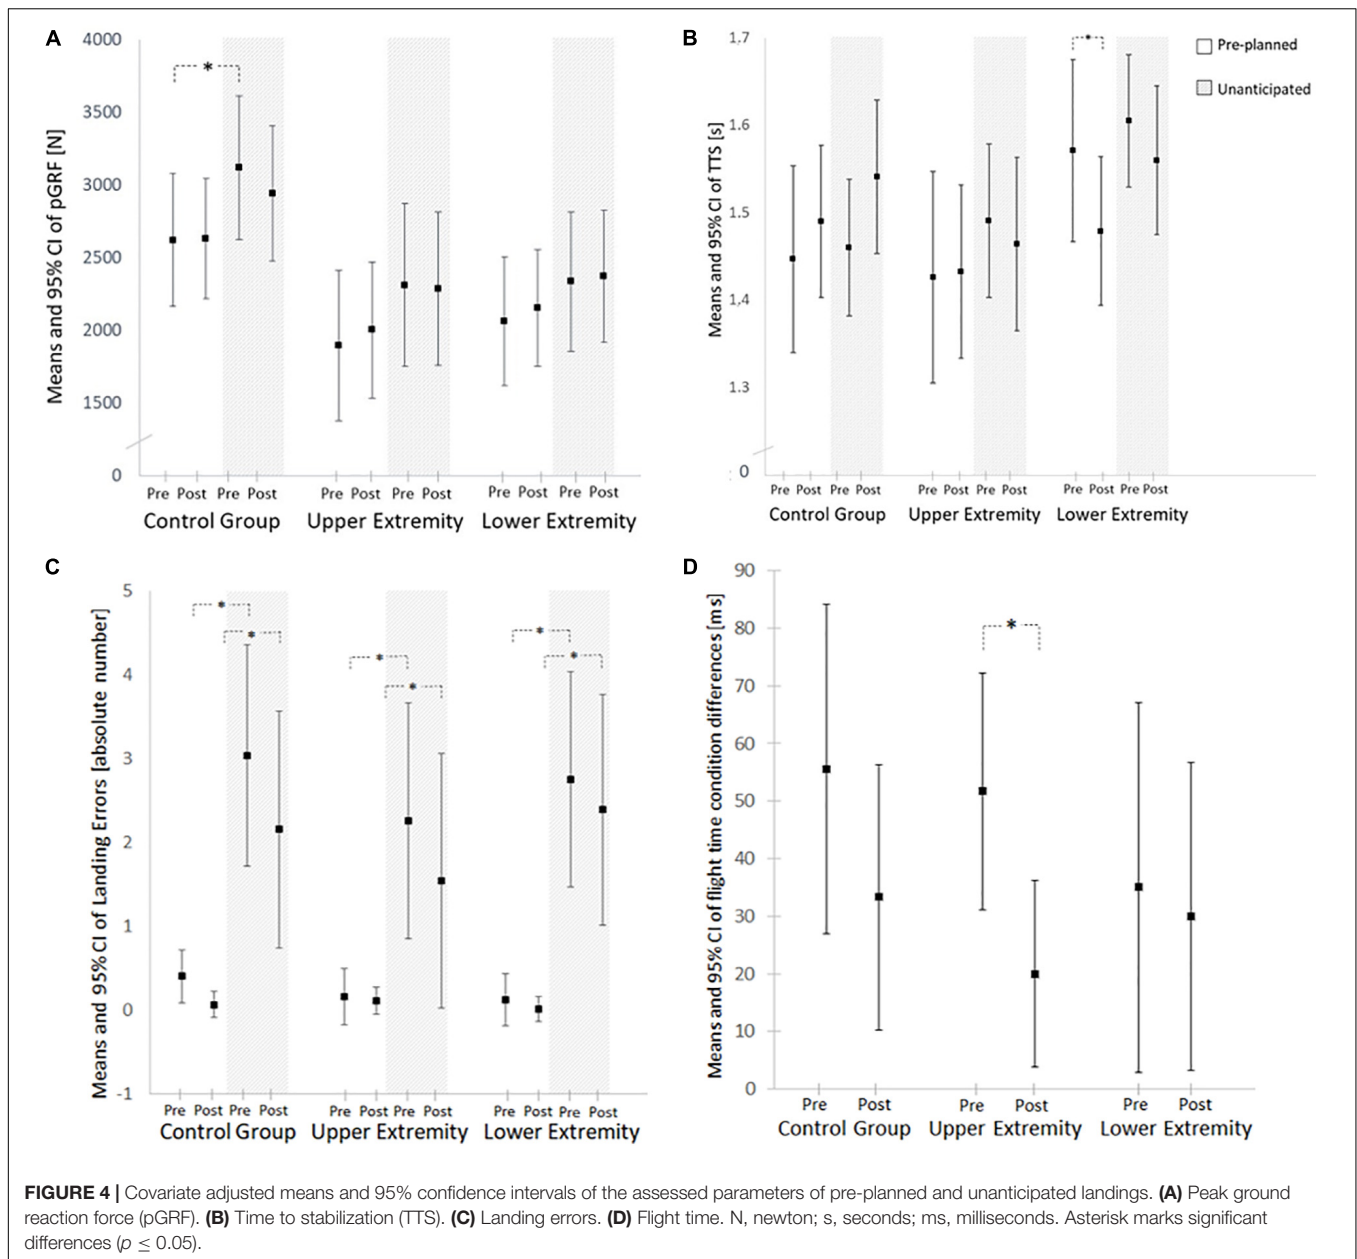 A
4000
3500
3000
2500
2000
1500
0
Means and 95% CI of pGRF [N]
*
Pre Post Pre Post
Pre Post Pre Post
Pre Post Pre Post
Control Group Upper Extremity Lower Extremity
B
1,7
1.6
1.5
1,4
1.3
0
Means and 95% CI of TTS [s]
*
Pre-planned
Unanticipated
Pre Post Pre Post
Pre Post Pre Post
Pre Post Pre Post
Control Group Upper Extremity Lower Extremity
C
5
4
3
2
1
0
-1
Means and 95% CI of Landing Errors [absolute number]
*
*
*
*
*
*
Pre Post Pre Post
Pre Post Pre Post
Pre Post Pre Post
Control Group Upper Extremity Lower Extremity
D
90
80
70
60
50
40
30
20
10
0
Means and 95% CI of flight time condition differences [ms]
*
Pre Post
Pre Post
Pre Post
Control Group Upper Extremity Lower Extremity
FIGURE 4 | Covariate adjusted means and 95% confidence intervals of the assessed parameters of pre-planned and unanticipated landings. (A) Peak ground
reaction force (pGRF). (B) Time to stabilization (TTS). (C) Landing errors. (D) Flight time. N, newton; s, seconds; ms, milliseconds. Asterisk marks significant
differences (p ≤ 0.05).